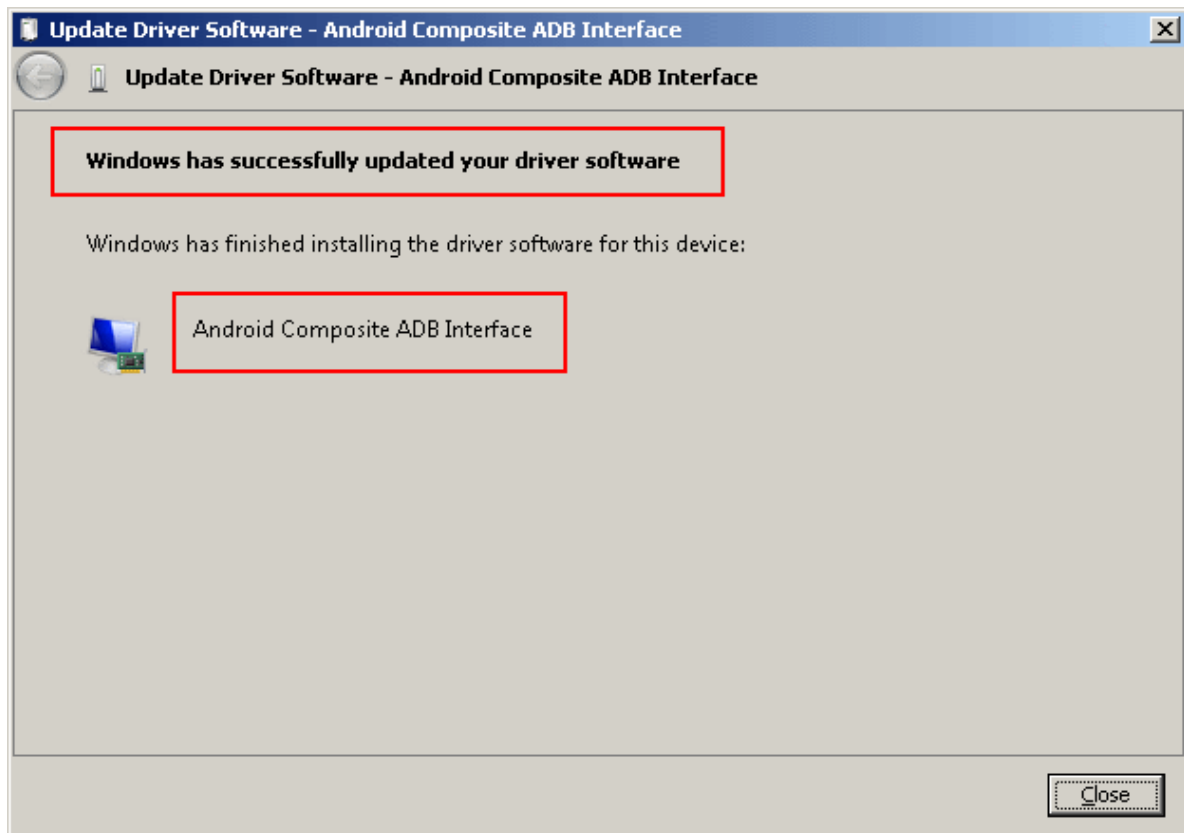 Update Driver Software - Android Composite ADB Interface
Update Driver Software - Android Composite ADB Interface
Windows has successfully updated your driver software
Windows has finished installing the driver software for this device:
Android Composite ADB Interface
Close